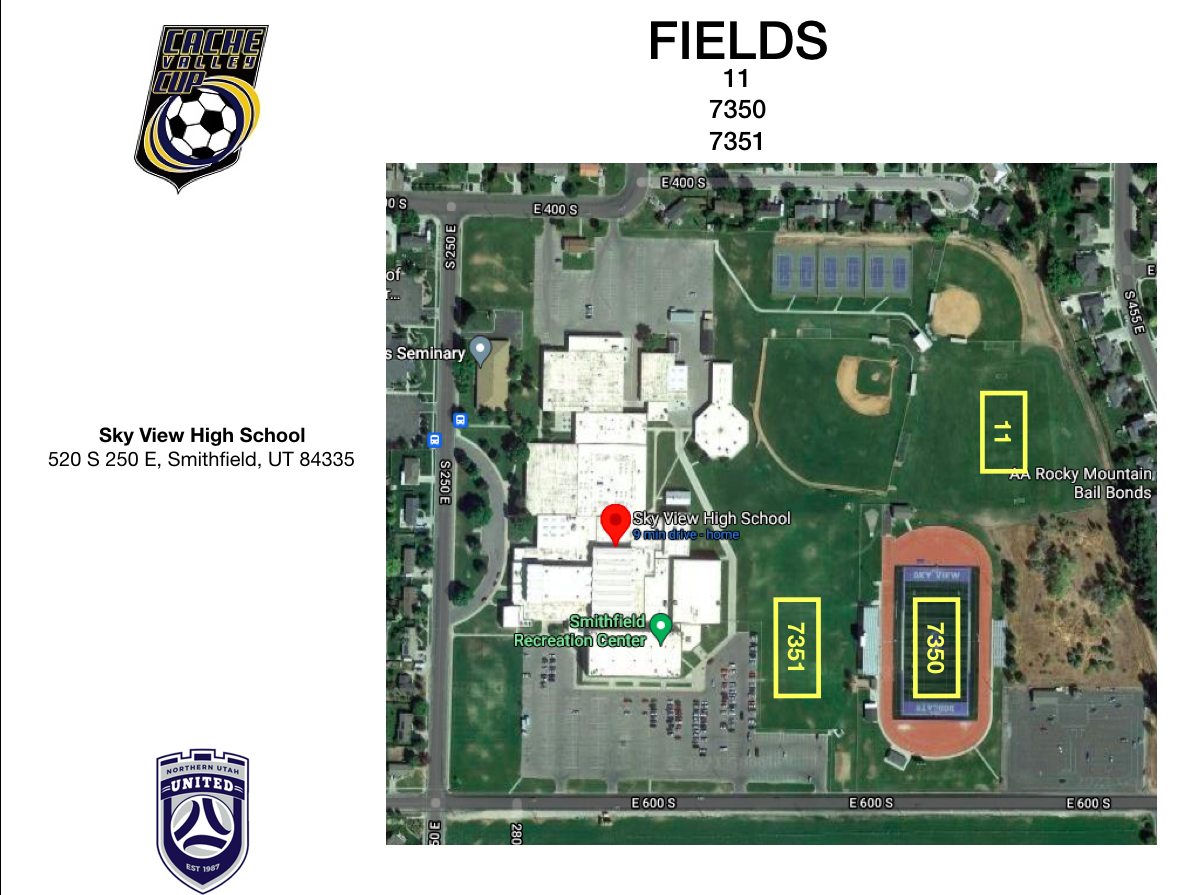 CACHE
VALLEY
CUP
FIELDS
11
7350
7351
Sky View High School
520 S 250 E, Smithfield, UT 84335
NORTHERN UTAH
UNITED
EST 1987
E 400 S
0 S
E 400 S
S 250 E
of
E
S 455 E
s Seminary
11
S 250 E
AA Rocky Mountain
Bail Bonds
Sky View High School
9 min drive - home
SKY VIEW
Smithfield
Recreation Center
7351
7350
BOBCATS
E 600 S
E 600 S
E 600 S
280